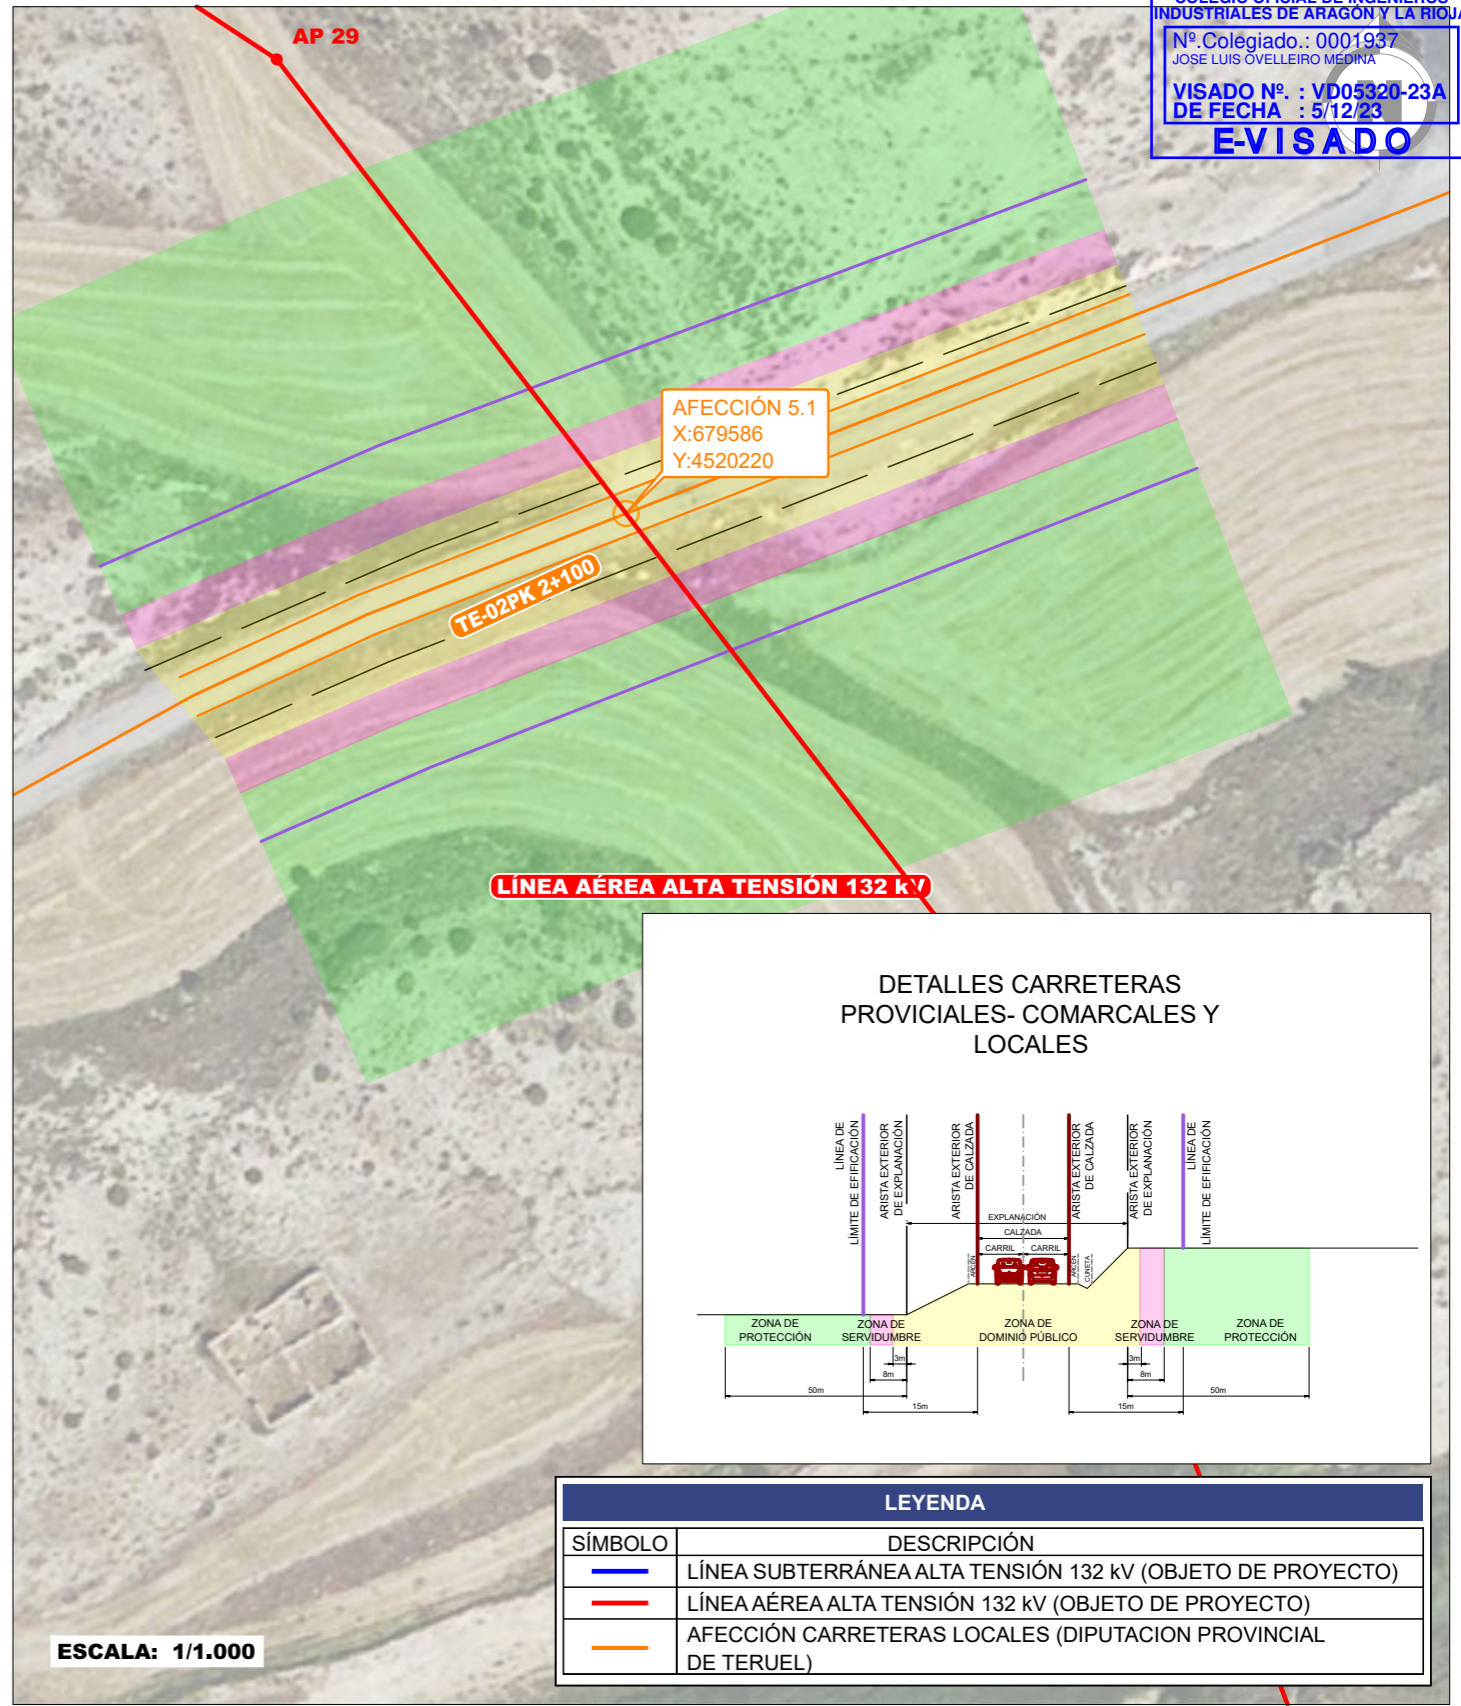 COLEGIO OFICIAL DE INGENIEROS
INDUSTRIALES DE ARAGÓN Y LA RIOJA
Nº.Colegiado.: 0001937
JOSE LUIS OVELLEIRO MEDINA
VISADO Nº. : VD05320-23A
DE FECHA : 5/12/23
E-VISADO
N
AP 29
AFECCIÓN 5.1
X:679586
Y:4520220
TE-02PK 2+100
LÍNEA AÉREA ALTA TENSIÓN 132 kV
DETALLES CARRETERAS
PROVICIALES- COMARCALES Y
LOCALES
LÍNEA DE
LÍMITE DE EFIFICACIÓN
ARISTA EXTERIOR
DE EXPLANACIÓN
ARISTA EXTERIOR
DE CALZADA
ARISTA EXTERIOR
DE CALZADA
ARISTA EXTERIOR
DE EXPLANACIÓN
LÍNEA DE
LÍMITE DE EFIFICACIÓN
EXPLANACIÓN
CALZADA
CARRIL
CARRIL
ARCÉN
ARCÉN
CUNETA
ZONA DE
PROTECCIÓN
ZONA DE
SERVIDUMBRE
ZONA DE
DOMINIO PÚBLICO
ZONA DE
SERVIDUMBRE
ZONA DE
PROTECCIÓN
3m
3m
8m
8m
50m
50m
15m
15m
LEYENDA
SÍMBOLO DESCRIPCIÓN
LÍNEA SUBTERRÁNEA ALTA TENSIÓN 132 kV (OBJETO DE PROYECTO)
LÍNEA AÉREA ALTA TENSIÓN 132 kV (OBJETO DE PROYECTO)
AFECCIÓN CARRETERAS LOCALES (DIPUTACION PROVINCIAL
DE TERUEL)
ESCALA: 1/1.000